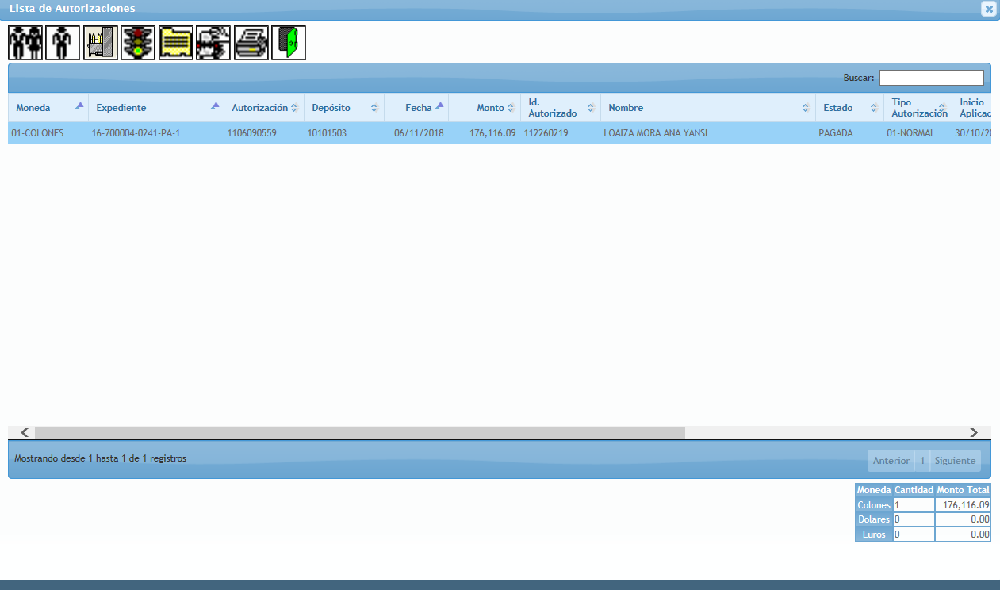 Lista de Autorizaciones
Buscar:
Moneda Expediente Autorización Depósito Fecha Monto Id. Autorizado Nombre Estado Tipo Autorización Inicio Aplicac
01-COLONES 16-700004-0241-PA-1 1106090559 10101503 06/11/2018 176,116.09 112260219 LOAIZA MORA ANA YANSI PAGADA 01-NORMAL 30/10/20
Mostrando desde 1 hasta 1 de 1 registros
Anterior 1 Siguiente
Moneda Cantidad Monto Total
Colones 1 176,116.09
Dolares 0 0.00
Euros 0 0.00